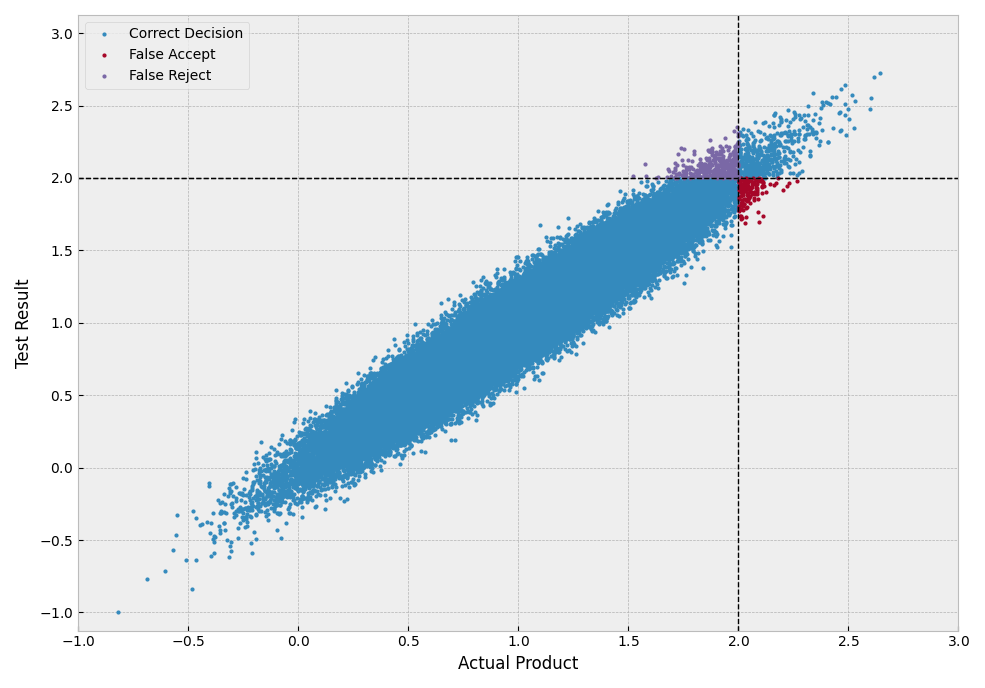 Correct Decision
False Accept
False Reject
3.0
2.5
2.0
1.5
1.0
0.5
0.0
−0.5
−1.0
−1.0 −0.5 0.0 0.5 1.0 1.5 2.0 2.5 3.0
Test Result
Actual Product